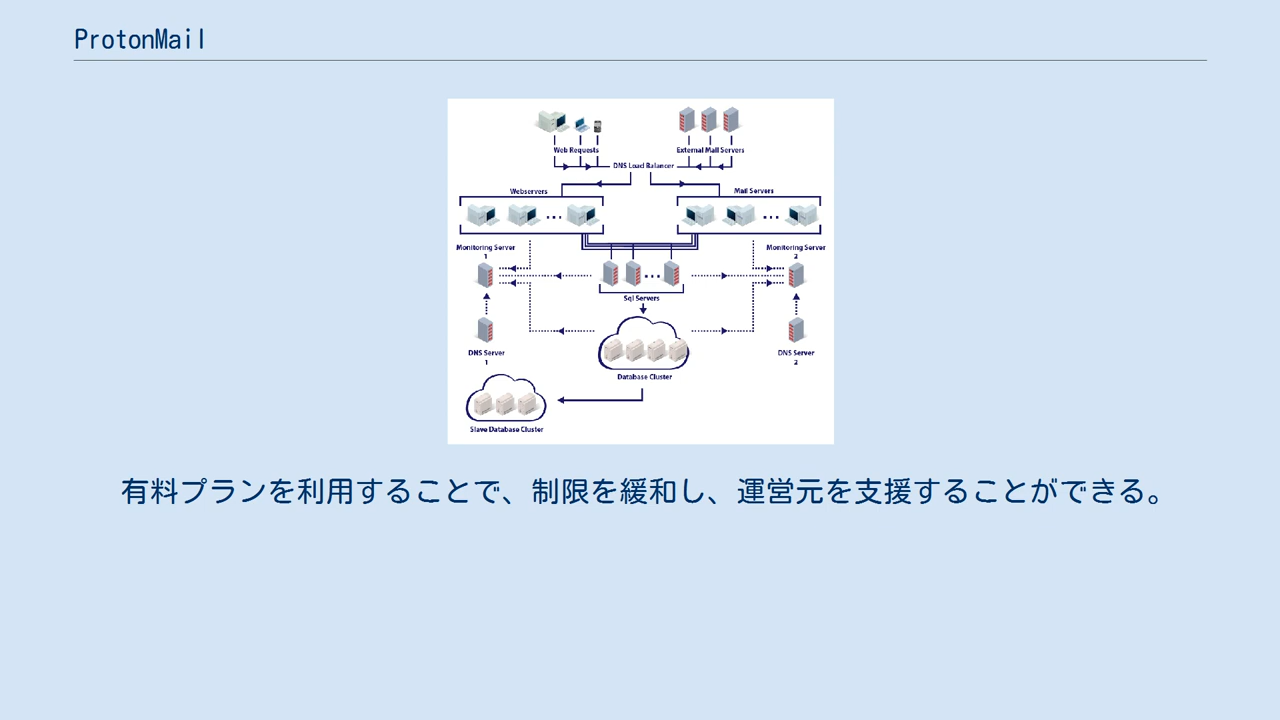 ProtonMail
Web Requests
External Mail Servers
DNS Load Balancer
Webservers
Mail Servers
Monitoring Server
1
Monitoring Server
2
Sql Servers
DNS Server
1
DNS Server
2
Database Cluster
Slave Database Cluster
有料プランを利用することで、制限を緩和し、運営元を支援することができる。